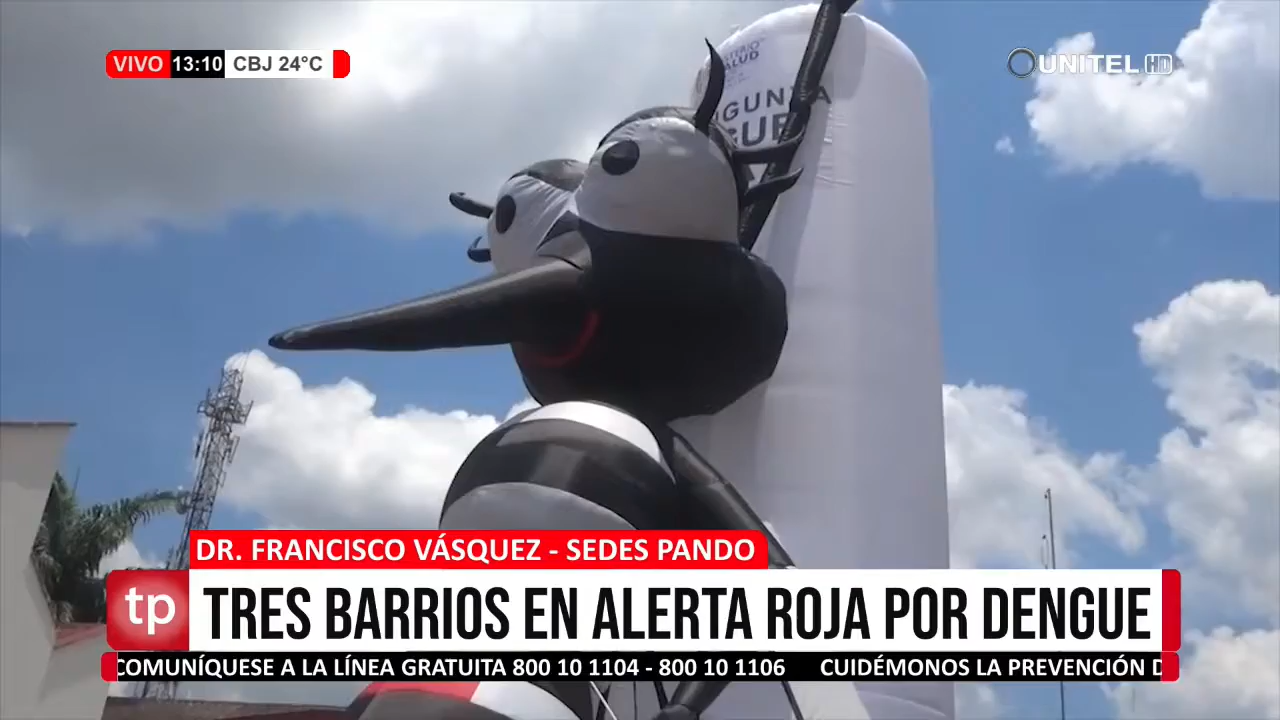 VIVO 13:10 CBJ 24°C
UNITEL HD
DR. FRANCISCO VÁSQUEZ - SEDES PANDO
tp
TRES BARRIOS EN ALERTA ROJA POR DENGUE
COMUNÍQUESE A LA LÍNEA GRATUITA 800 10 1104 - 800 10 1106 CUIDÉMONOS LA PREVENCIÓN